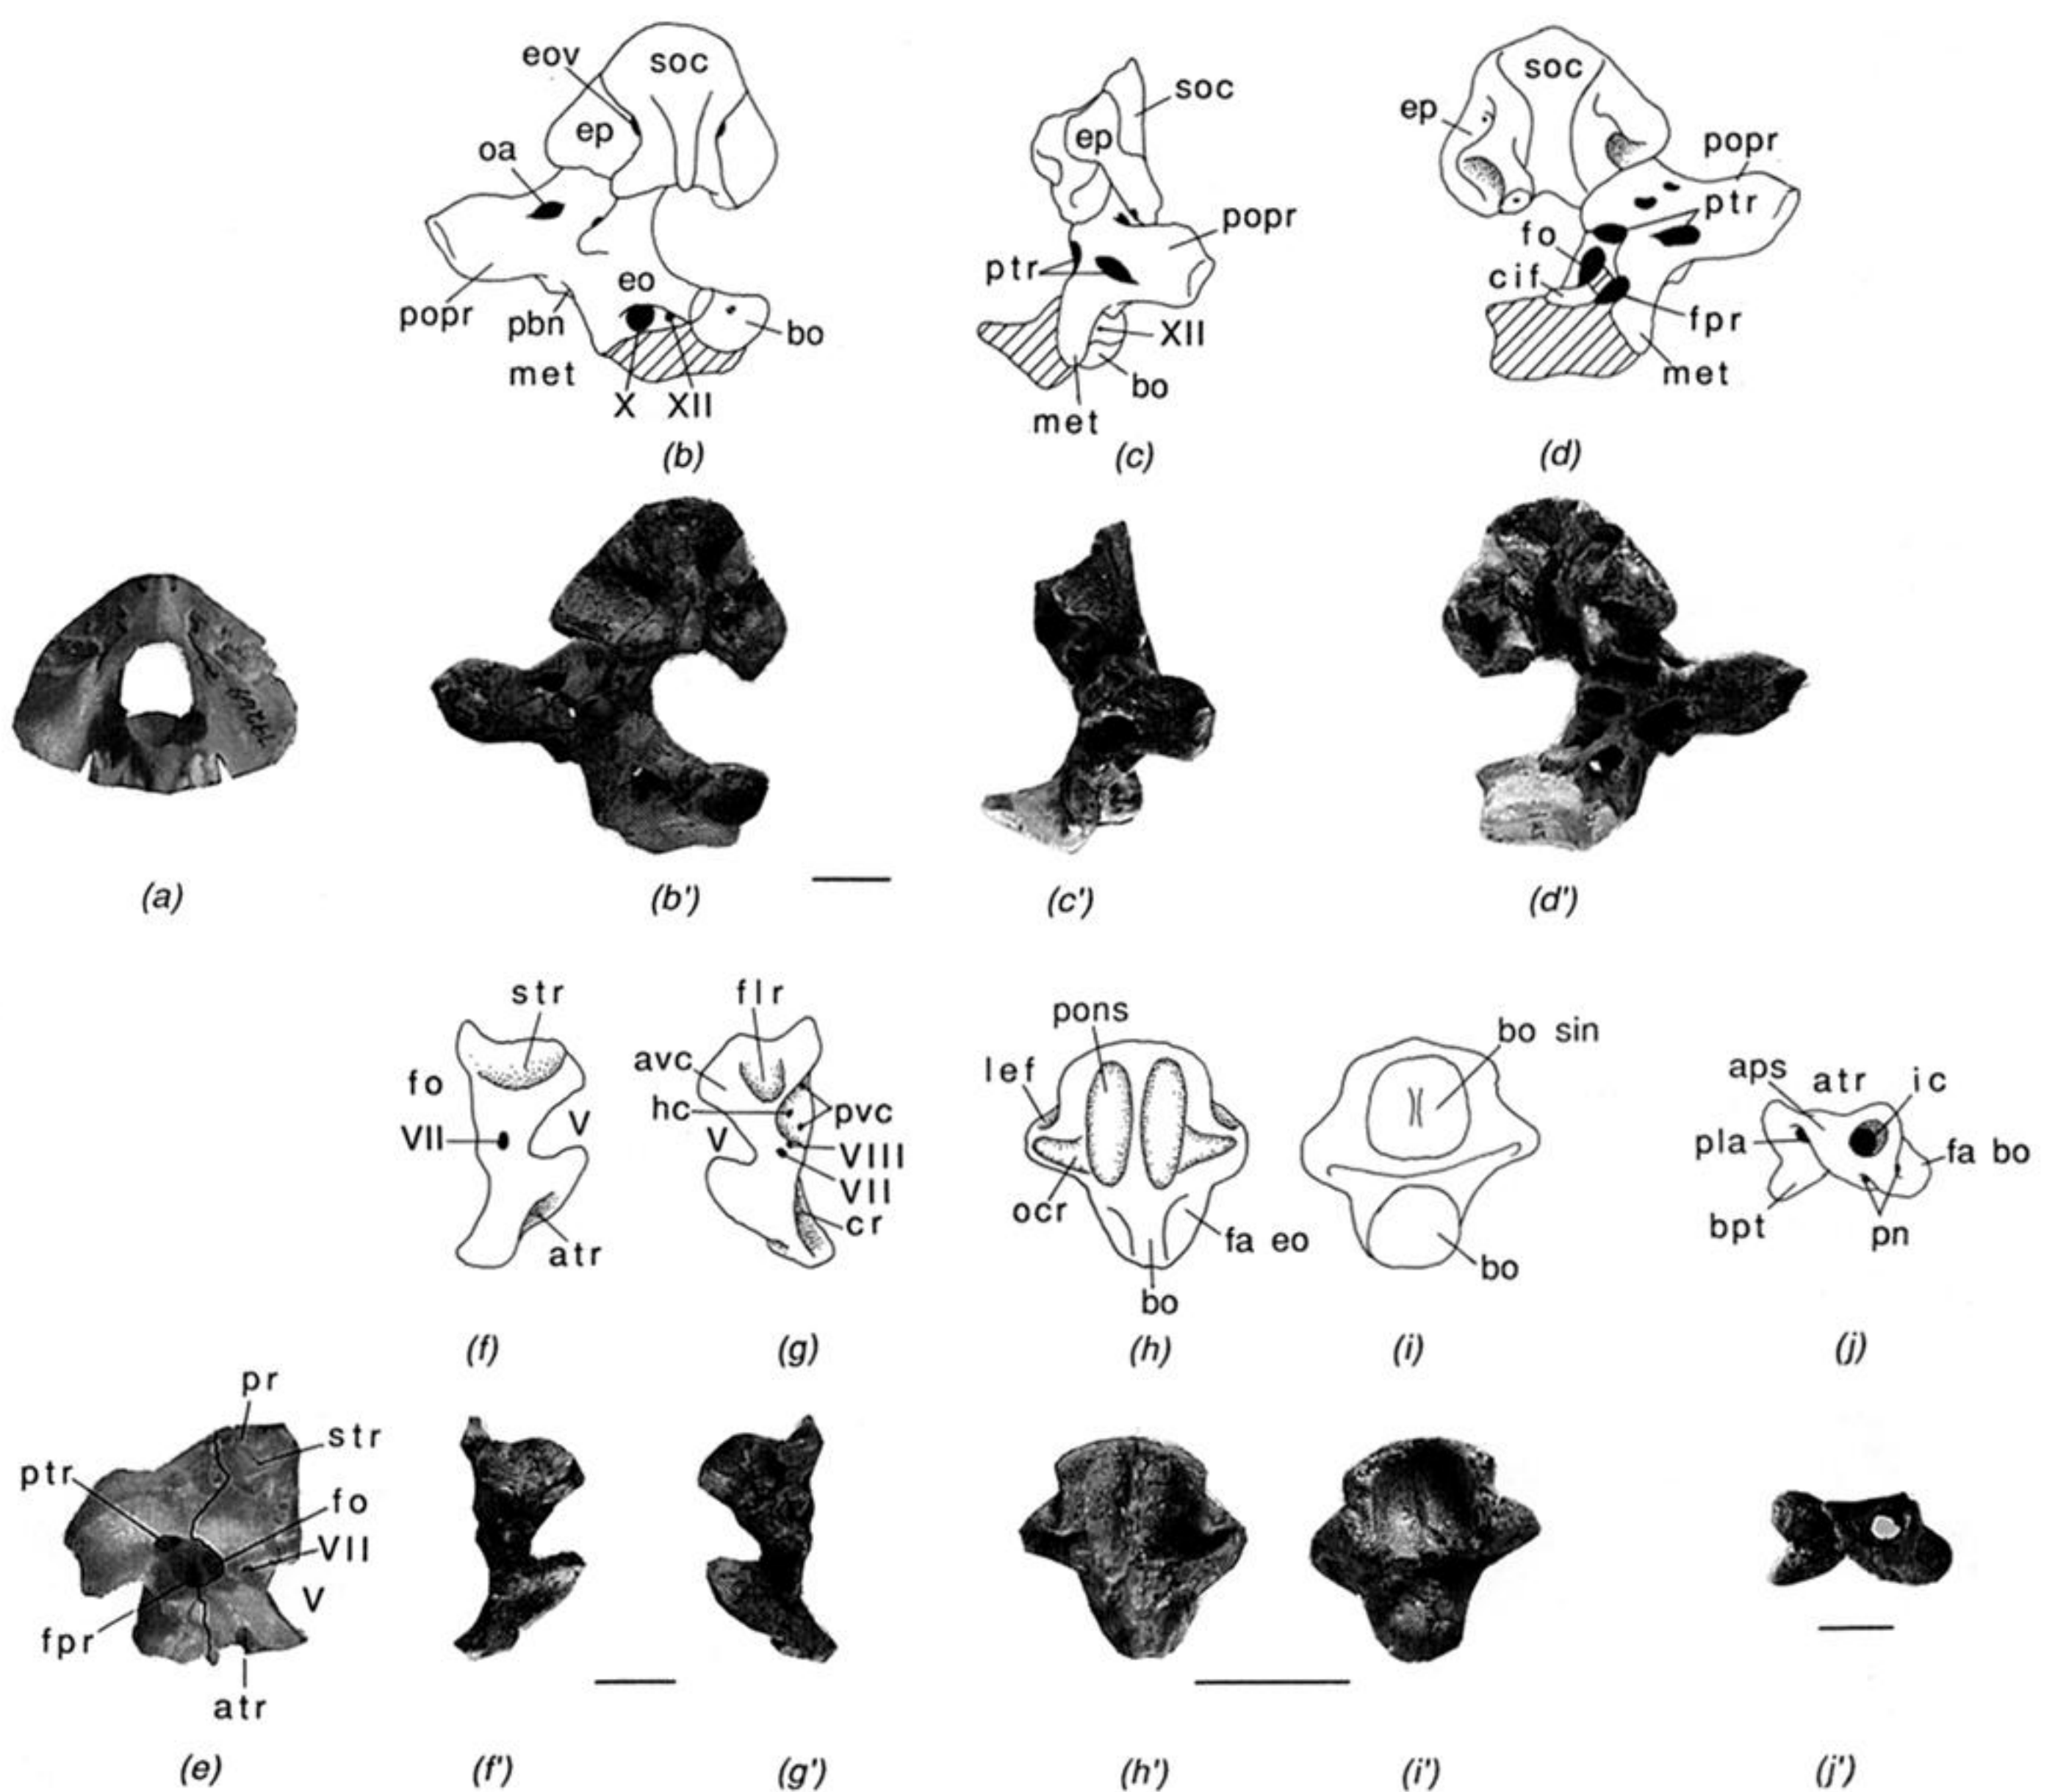 eov
soc
ep
oa
popr
pbn
eo
met
X
XII
bo
(b)
soc
ep
popr
ptr
XII
bo
met
(c)
soc
ep
popr
ptr
fo
cif
fpr
met
(d)
(a)
(b')
(c')
(d')
str
fo
VII
V
atr
(f)
flr
avc
hc
V
pvc
VIII
VII
cr
(g)
pons
lef
ocr
fa eo
bo
(h)
bo sin
bo
(i)
aps
atr
ic
pla
fa bo
bpt
pn
(j)
pr
str
ptr
fo
VII
V
fpr
atr
(e)
(f')
(g')
(h')
(i')
(j')